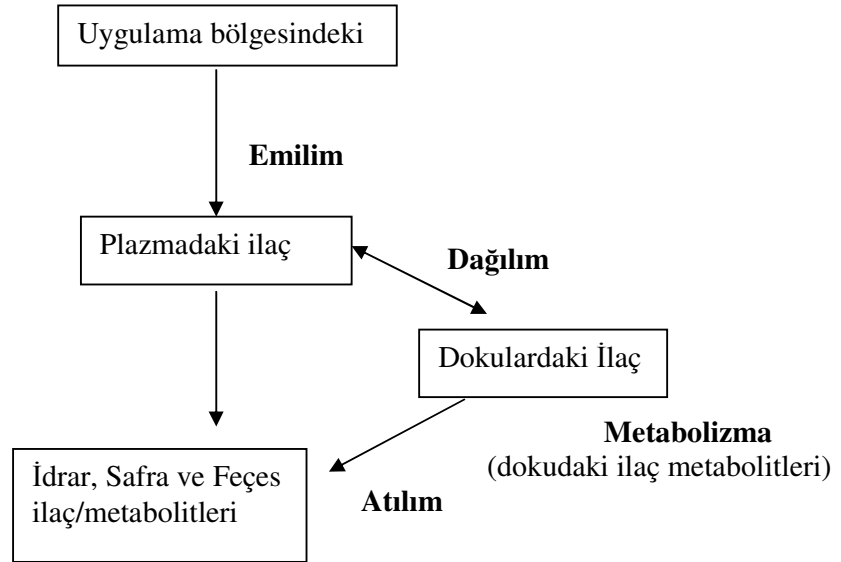 Uygulama bölgesindeki
Emilim
Plazmadaki ilaç
Dağılım
Dokulardaki İlaç
Metabolizma
(dokudaki ilaç metabolitleri)
İdrar, Safra ve Feçes
ilaç/metabolitleri
Atılım